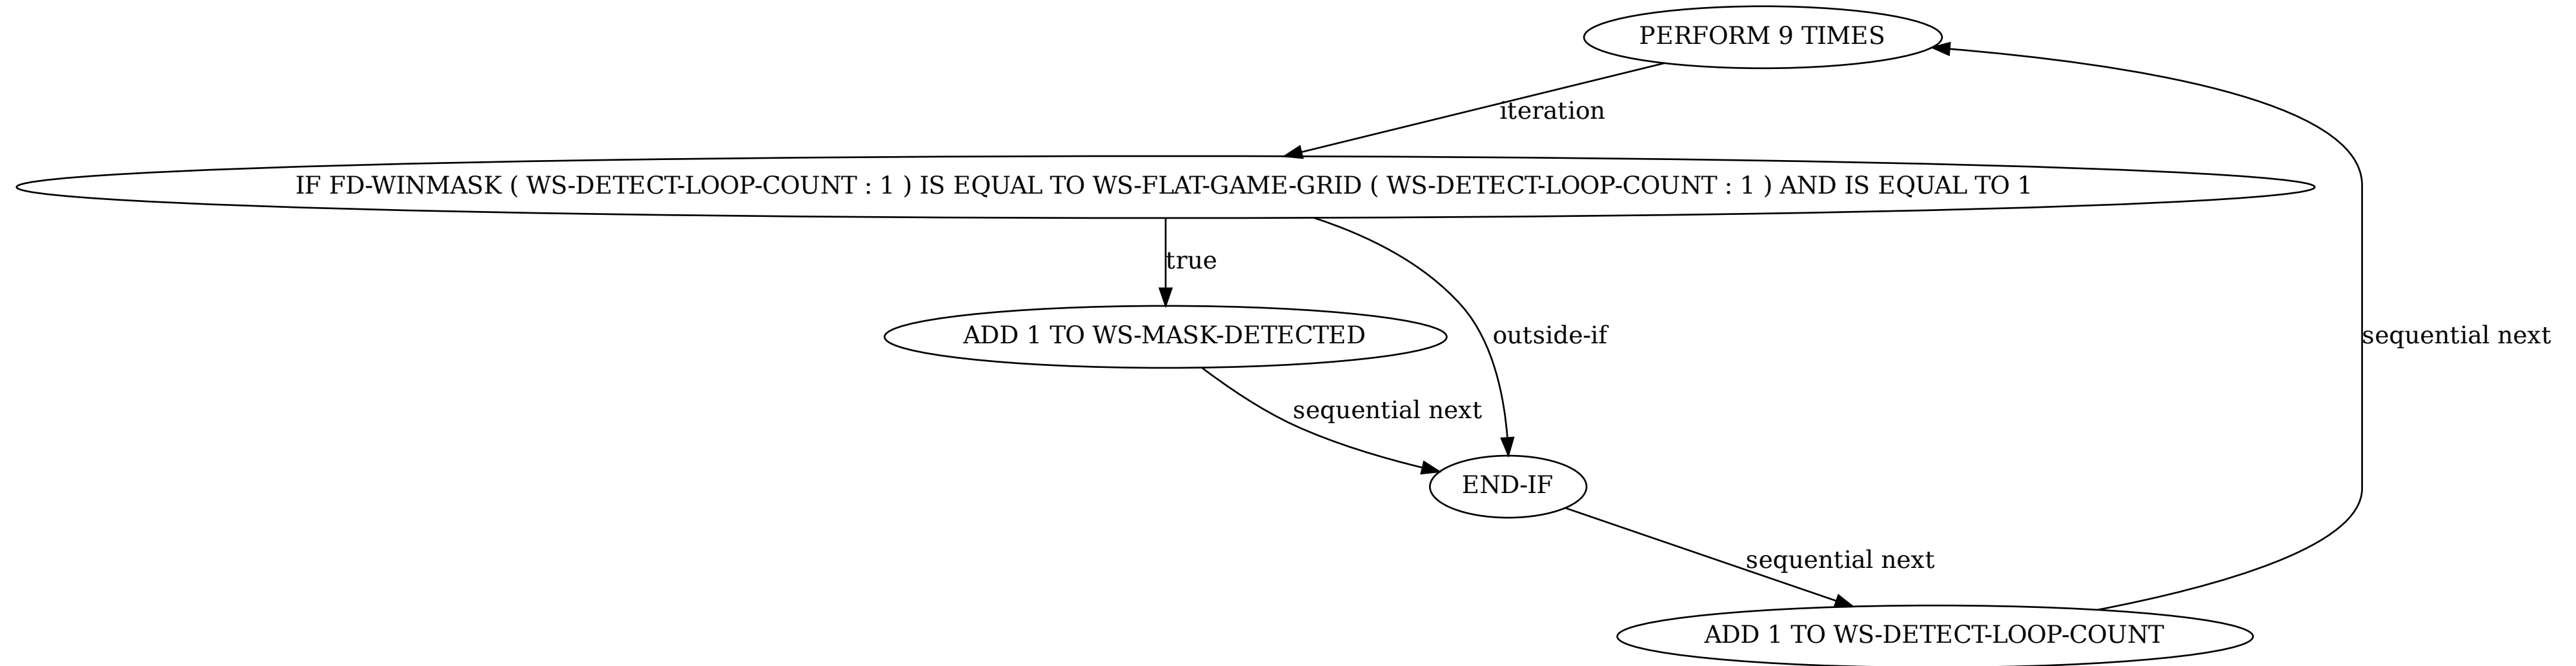 PERFORM 9 TIMES
iteration
IF FD-WINMASK ( WS-DETECT-LOOP-COUNT : 1 ) IS EQUAL TO WS-FLAT-GAME-GRID ( WS-DETECT-LOOP-COUNT : 1 ) AND IS EQUAL TO 1
true
ADD 1 TO WS-MASK-DETECTED
outside-if
sequential next
sequential next
END-IF
sequential next
ADD 1 TO WS-DETECT-LOOP-COUNT